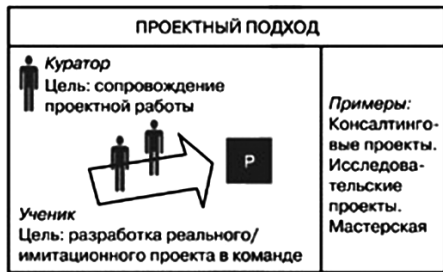 ПРОЕКТНЫЙ ПОДХОД
Куратор
Цель: сопровождение
проектной работы
Р
Ученик
Цель: разработка реального/
имитационного проекта в команде
Примеры:
Консалтинго-
вые проекты.
Исследова-
тельские
проекты.
Мастерская